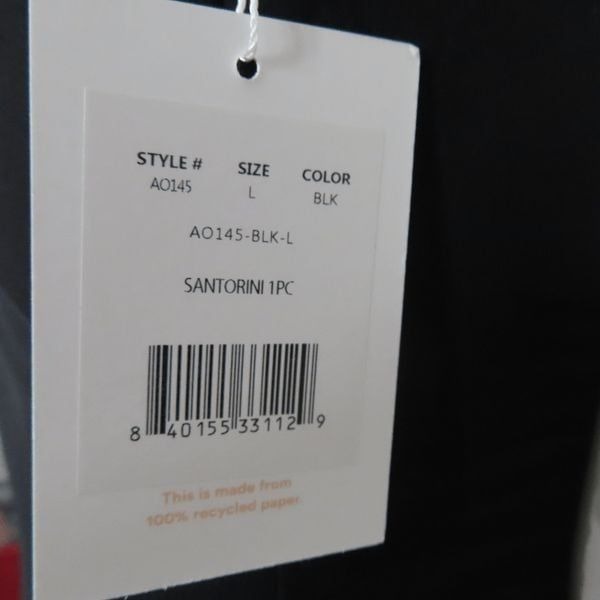 STYLE # SIZE COLOR
AO145 L BLK
AO145-BLK-L
SANTORINI 1PC
8 40155 33112 9
This is made from
100% recycled paper.